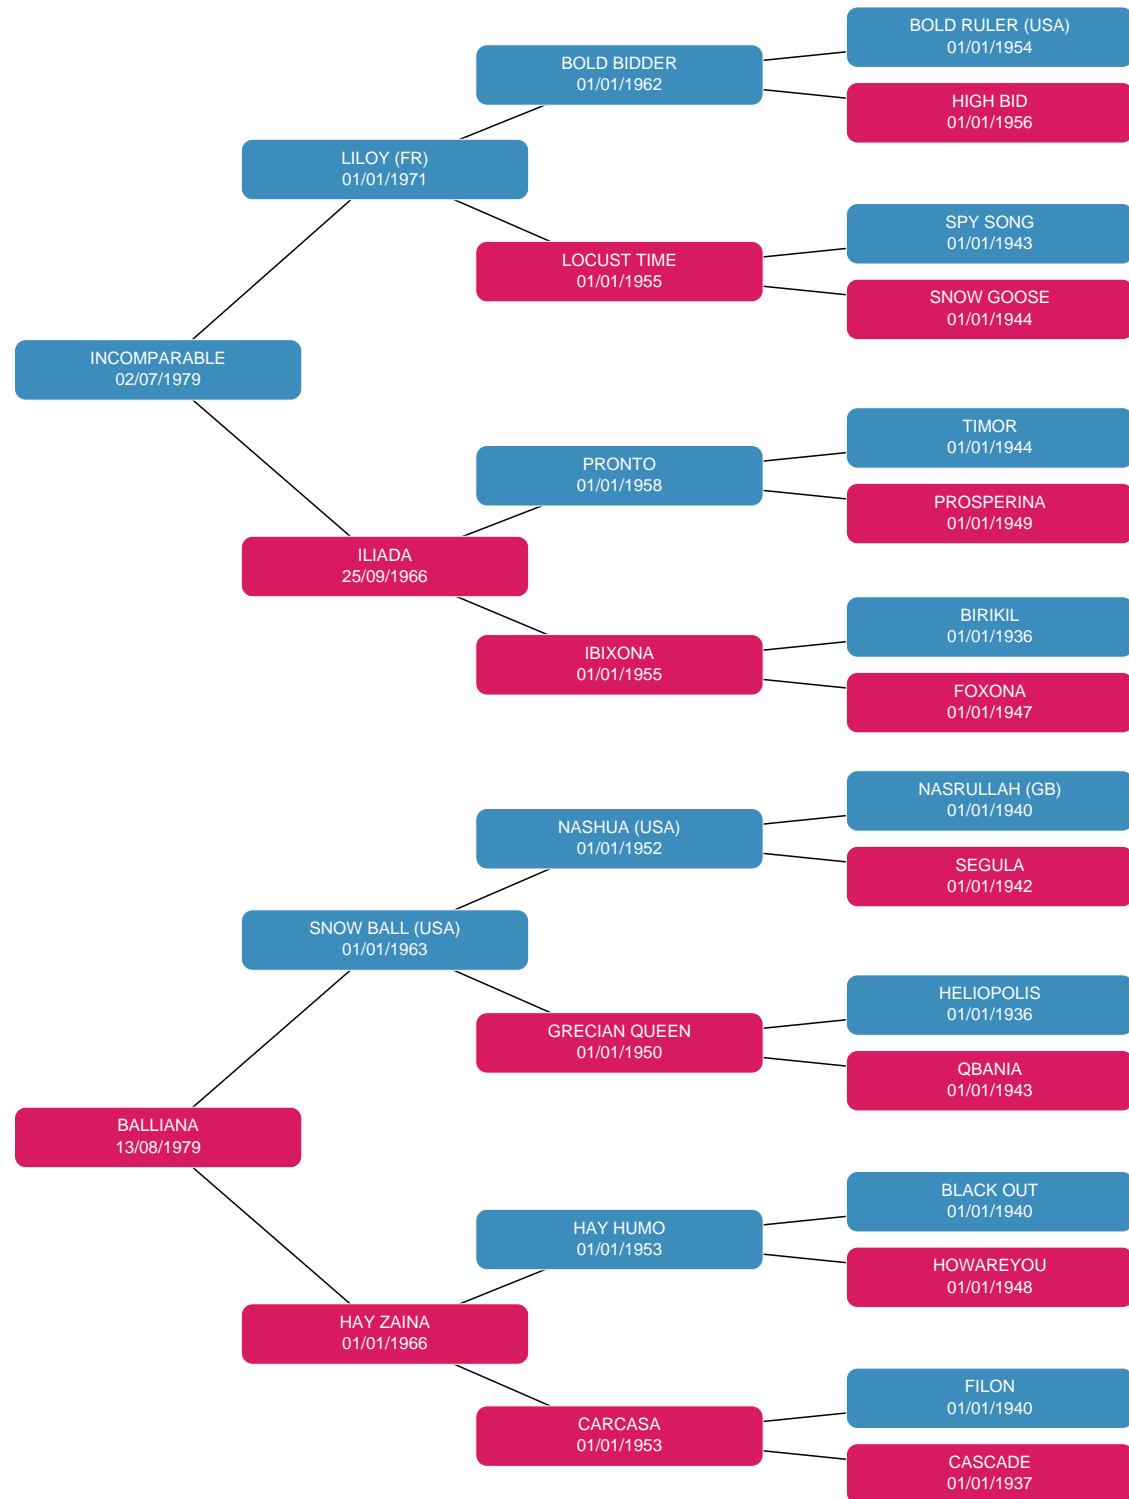 BOLD RULER (USA)
01/01/1954
BOLD BIDDER
01/01/1962
HIGH BID
01/01/1956
LILOY (FR)
01/01/1971
SPY SONG
01/01/1943
LOCUST TIME
01/01/1955
SNOW GOOSE
01/01/1944
INCOMPARABLE
02/07/1979
TIMOR
01/01/1944
PRONTO
01/01/1958
PROSPERINA
01/01/1949
ILIADA
25/09/1966
BIRIKIL
01/01/1936
IBIXONA
01/01/1955
FOXONA
01/01/1947
NASRULLAH (GB)
01/01/1940
NASHUA (USA)
01/01/1952
SEGULA
01/01/1942
SNOW BALL (USA)
01/01/1963
HELIOPOLIS
01/01/1936
GRECIAN QUEEN
01/01/1950
QBANIA
01/01/1943
BALLIANA
13/08/1979
BLACK OUT
01/01/1940
HAY HUMO
01/01/1953
HOWAREYOU
01/01/1948
HAY ZAINA
01/01/1966
FILON
01/01/1940
CARCASA
01/01/1953
CASCADE
01/01/1937